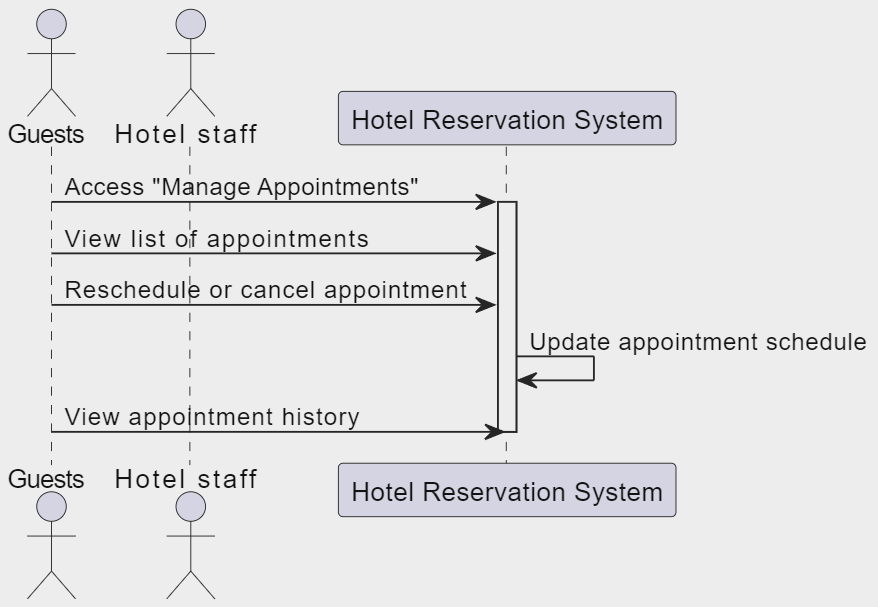 Guests
Hotel staff
Hotel Reservation System
Access "Manage Appointments"
View list of appointments
Reschedule or cancel appointment
Update appointment schedule
View appointment history
Guests
Hotel staff
Hotel Reservation System